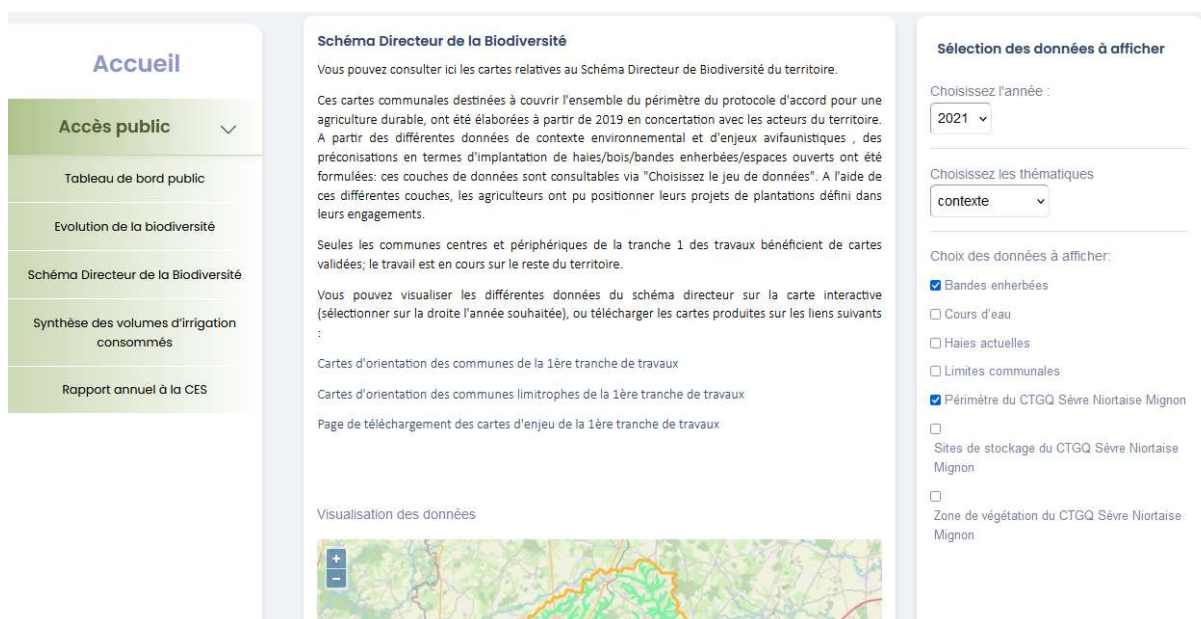 Accueil
Accès public
Tableau de bord public
Evolution de la biodiversité
Schéma Directeur de la Biodiversité
Synthèse des volumes d'irrigation
consommés
Rapport annuel à la CES
Schéma Directeur de la Biodiversité
Vous pouvez consulter ici les cartes relatives au Schéma Directeur de Biodiversité du territoire.
Ces cartes communales destinées à couvrir l'ensemble du périmètre du protocole d'accord pour une
agriculture durable, ont été élaborées à partir de 2019 en concertation avec les acteurs du territoire.
A partir des différentes données de contexte environnemental et d'enjeux avifaunistiques , des
préconisations en termes d'implantation de haies/bois/bandes enherbées/espaces ouverts ont été
formulées: ces couches de données sont consultables via "Choisissez le jeu de données". A l'aide de
ces différentes couches, les agriculteurs ont pu positionner leurs projets de plantations défini dans
leurs engagements.
Seules les communes centres et périphériques de la tranche 1 des travaux bénéficient de cartes
validées; le travail est en cours sur le reste du territoire.
Vous pouvez visualiser les différentes données du schéma directeur sur la carte interactive
(sélectionner sur la droite l'année souhaitée), ou télécharger les cartes produites sur les liens suivants
:
Cartes d'orientation des communes de la 1ère tranche de travaux
Cartes d'orientation des communes limitrophes de la 1ère tranche de travaux
Page de téléchargement des cartes d'enjeu de la 1ère tranche de travaux
Visualisation des données
+
−
Sélection des données à afficher
Choisissez l'année :
2021
Choisissez les thématiques
contexte
Choix des données à afficher:
Bandes enherbées
Cours d'eau
Haies actuelles
Limites communales
Périmètre du CTGQ Sèvre Niortaise Mignon
Sites de stockage du CTGQ Sèvre Niortaise
Mignon
Zone de végétation du CTGQ Sèvre Niortaise
Mignon